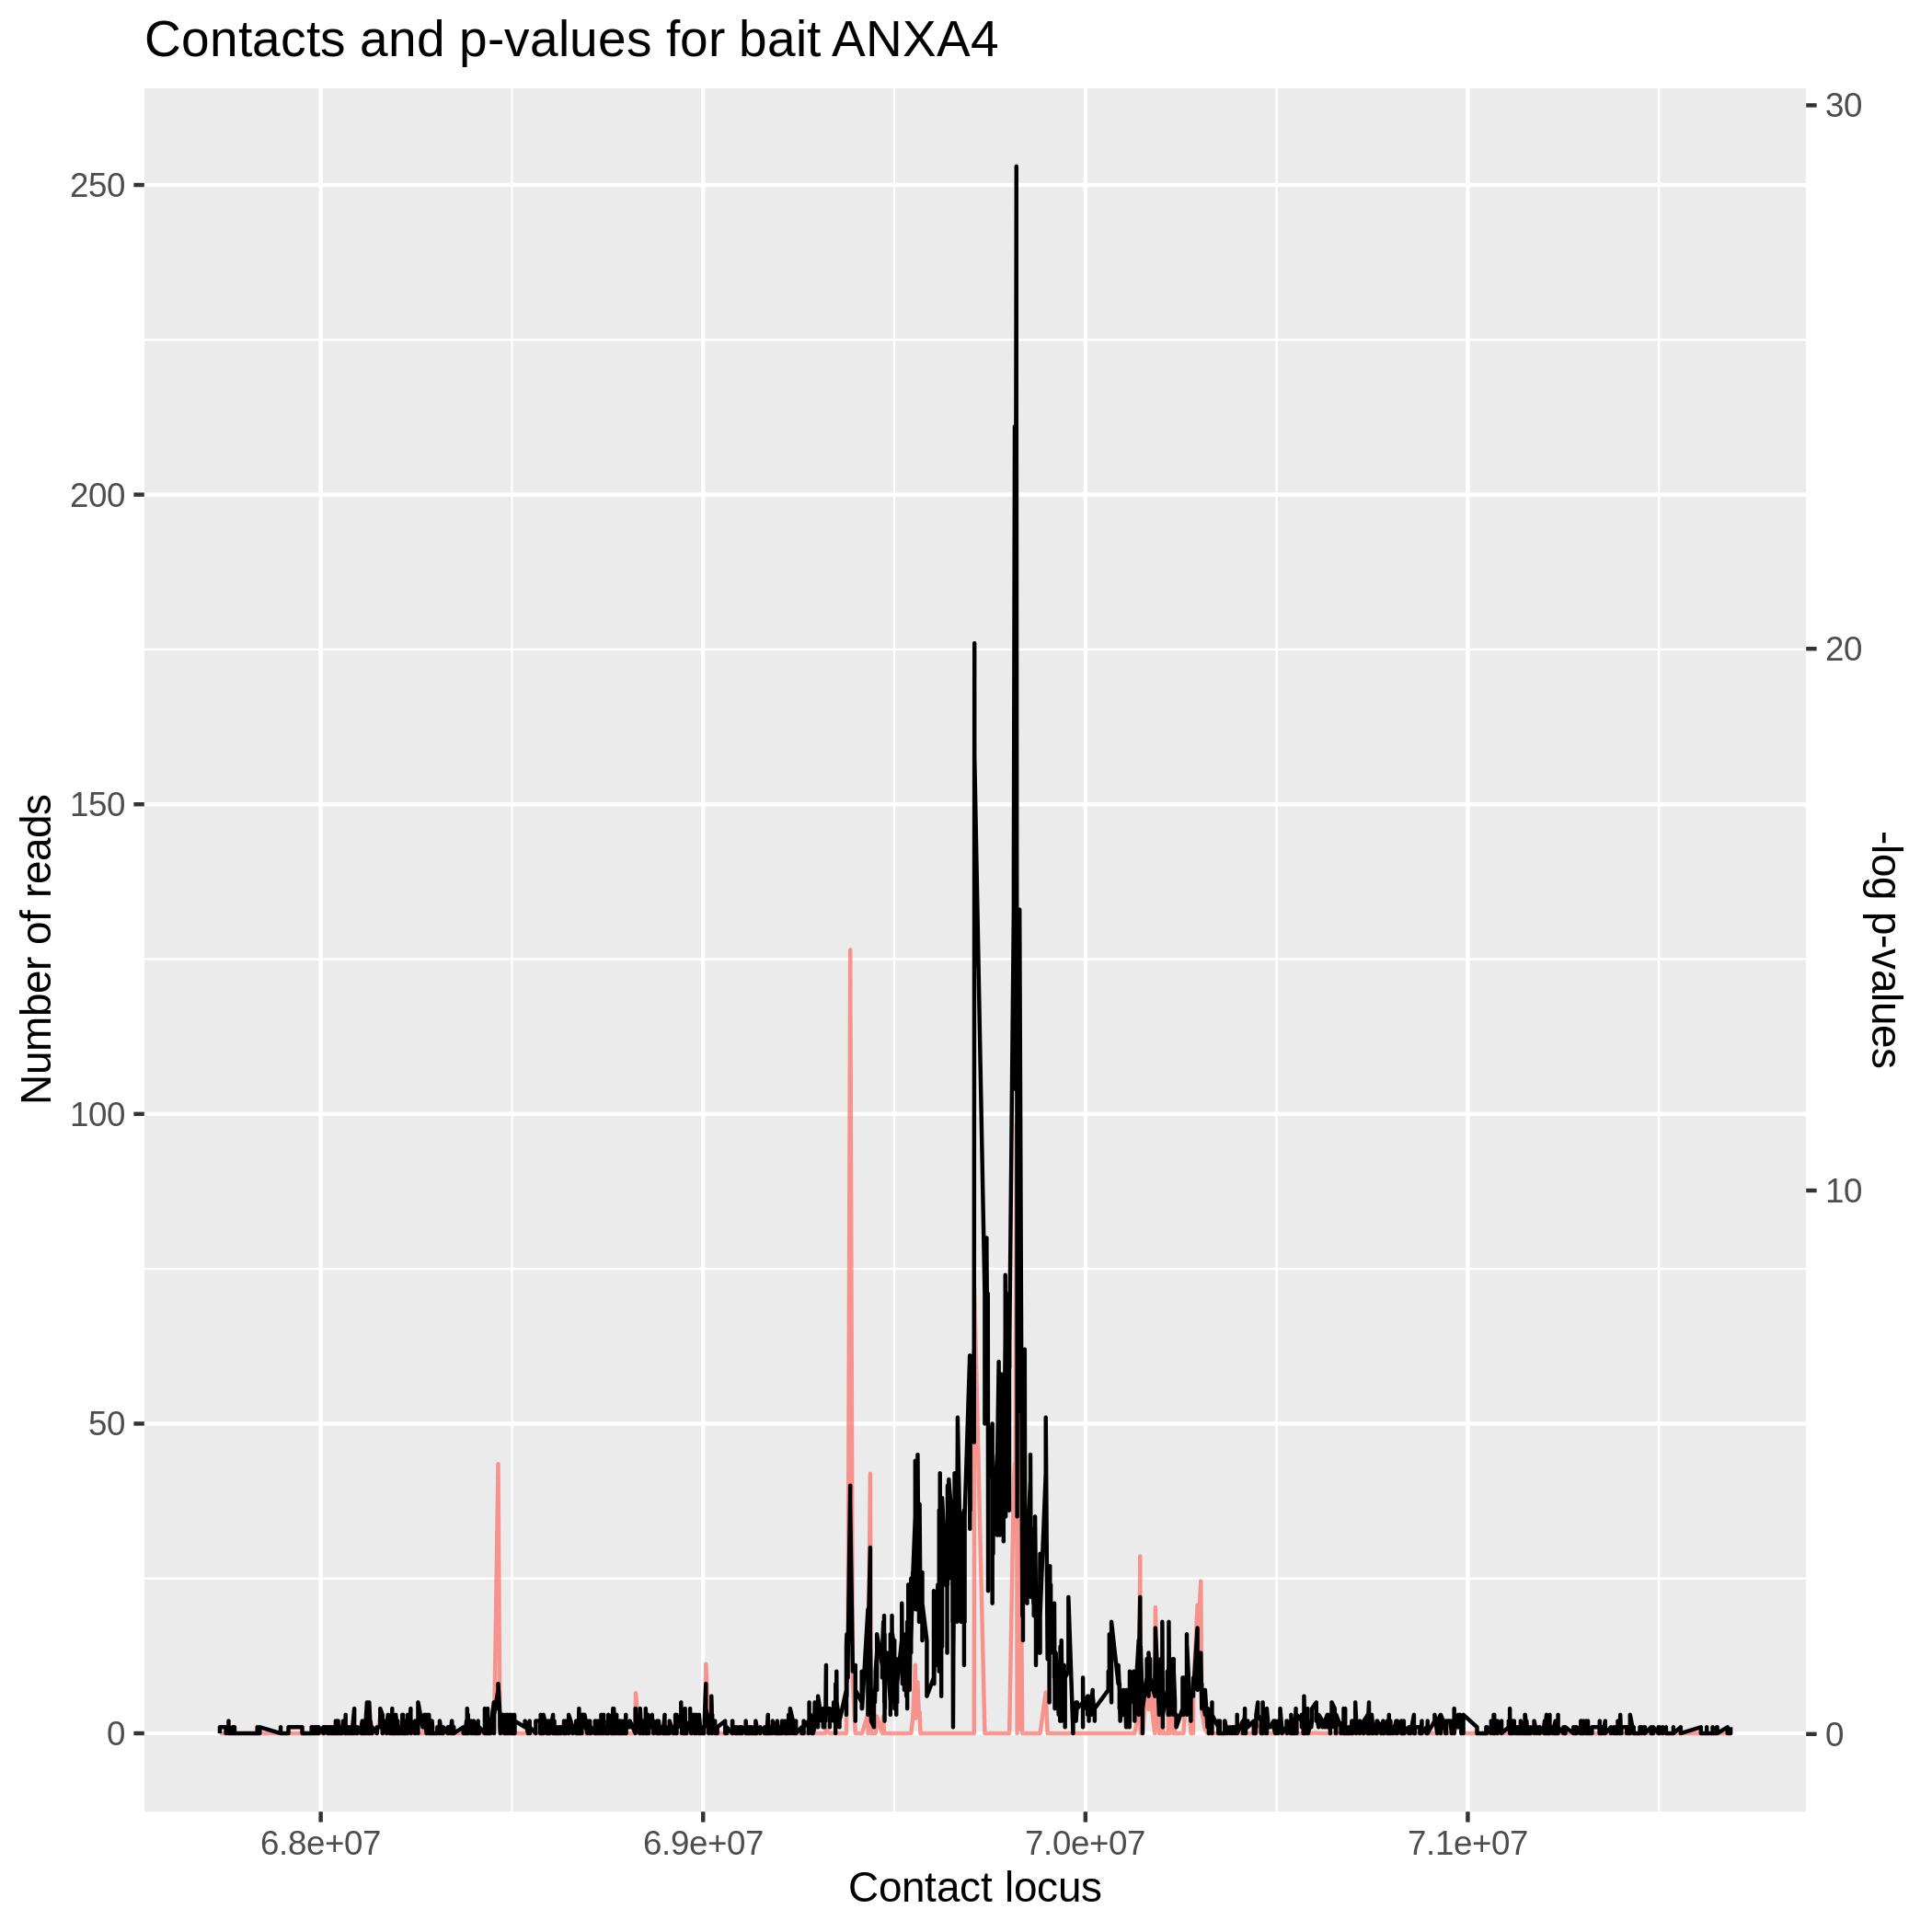 Contacts and p-values for bait ANXA4
Number of reads
250
200
150
100
50
0
30
20
10
0
-log p-values
6.8e+07
6.9e+07
7.0e+07
7.1e+07
Contact locus